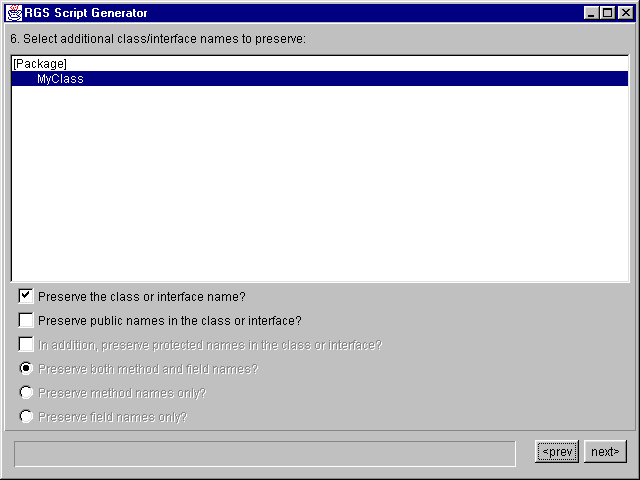 RGS Script Generator
6. Select additional class/interface names to preserve:
[Package]
MyClass
Preserve the class or interface name?
Preserve public names in the class or interface?
In addition, preserve protected names in the class or interface?
Preserve both method and field names?
Preserve method names only?
Preserve field names only?
<prev next>